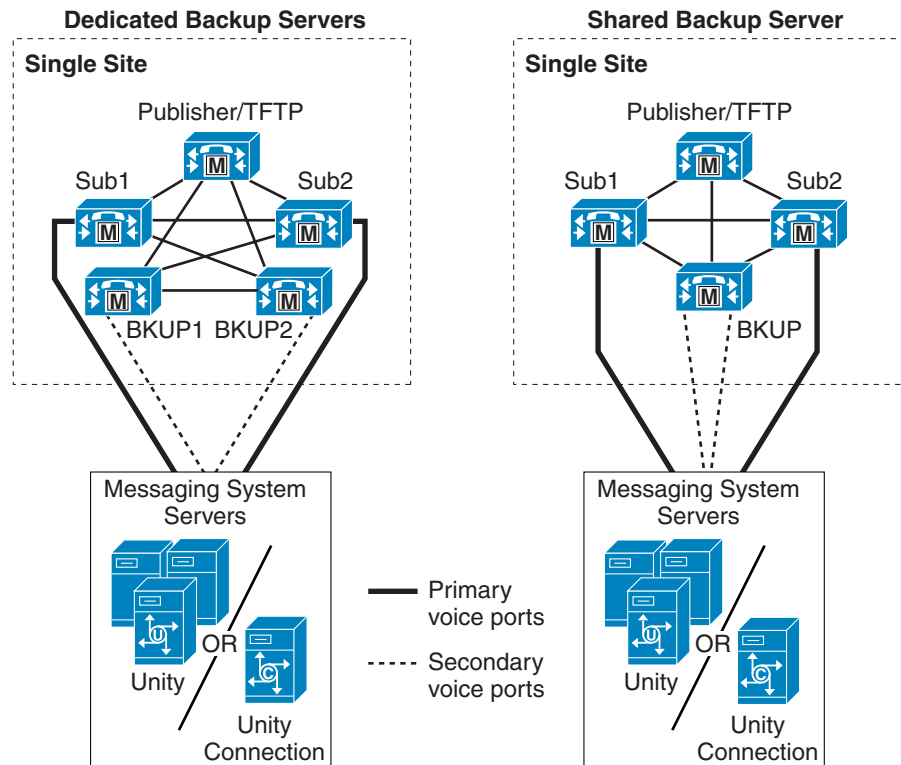 Dedicated Backup Servers
Single Site
Publisher/TFTP
M
Sub1
Sub2
M
M
M
M
BKUP1
BKUP2
Messaging System
Servers
U
OR
C
Unity
Unity
Connection
Primary
voice ports
Secondary
voice ports
Shared Backup Server
Single Site
Publisher/TFTP
M
Sub1
Sub2
M
M
M
BKUP
Messaging System
Servers
U
OR
C
Unity
Unity
Connection